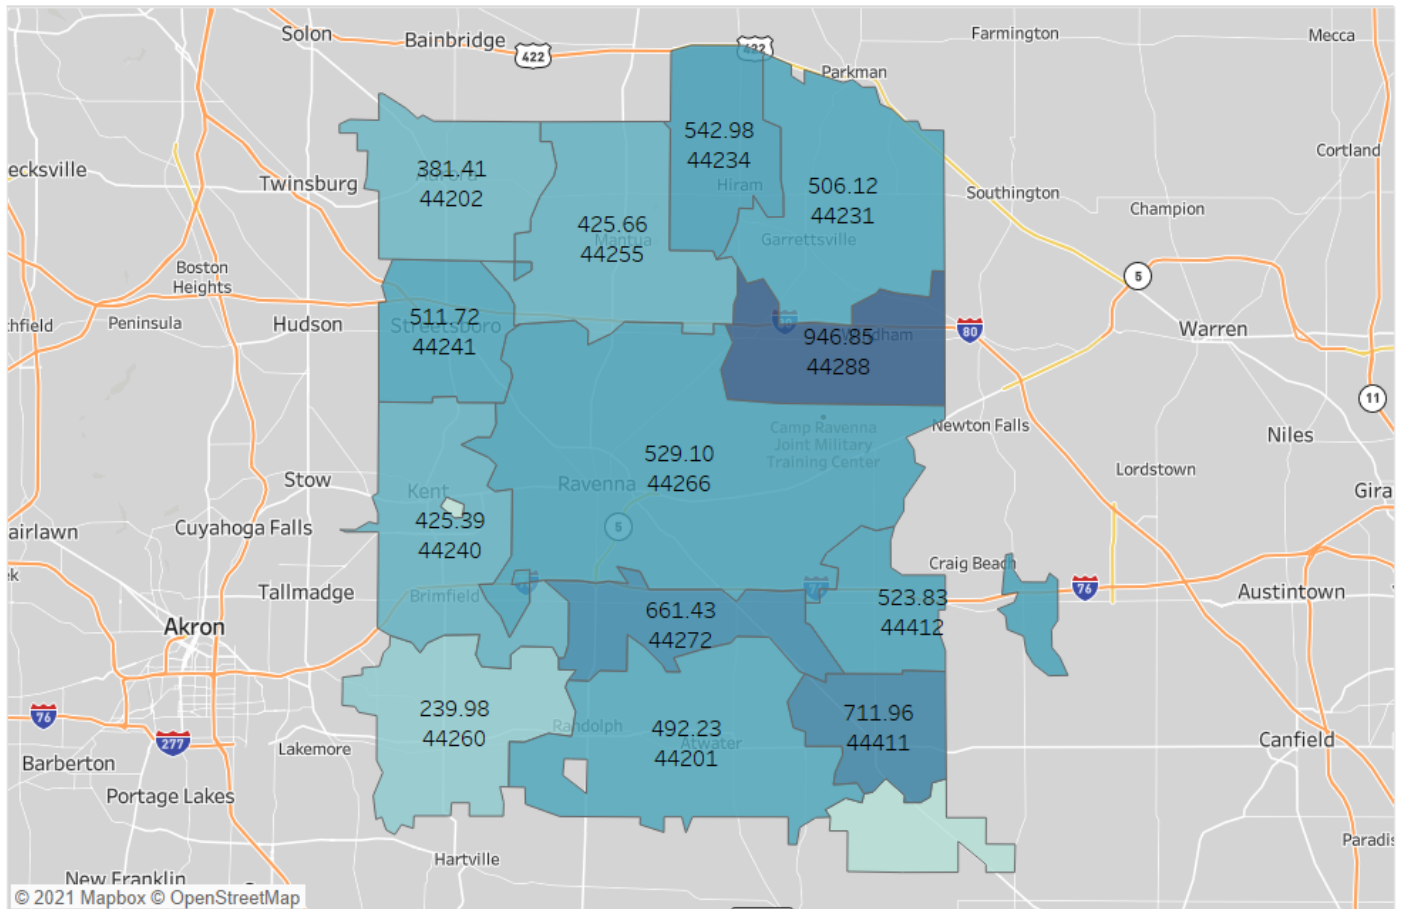 Solon
Bainbridge
422
422
Farmington
Mecca
Parkman
542.98
44234
Hiram
Cortland
ecksville
Twinsburg
381.41
Aurora
44202
506.12
44231
Southington
Champion
425.66
Mantua
44255
Garrettsville
Boston
Heights
5
hfield
Peninsula
Hudson
511.72
Streetsboro
44241
80
946.85
44288
80
Warren
11
Camp Ravenna
Joint Military
Training Center
Newton Falls
Niles
529.10
44266
Lordstown
Stow
Kent
Ravenna
Gira
425.39
44240
5
airlawn
Cuyahoga Falls
Craig Beach
k
Tallmadge
Brimfield
76
76
Austintown
661.43
44272
523.83
44412
Akron
239.98
44260
Randolph
492.23
Atwater
44201
711.96
44411
76
277
Lakemore
Canfield
Barberton
Portage Lakes
Hartville
Paradis
New Franklin
© 2021 Mapbox © OpenStreetMap